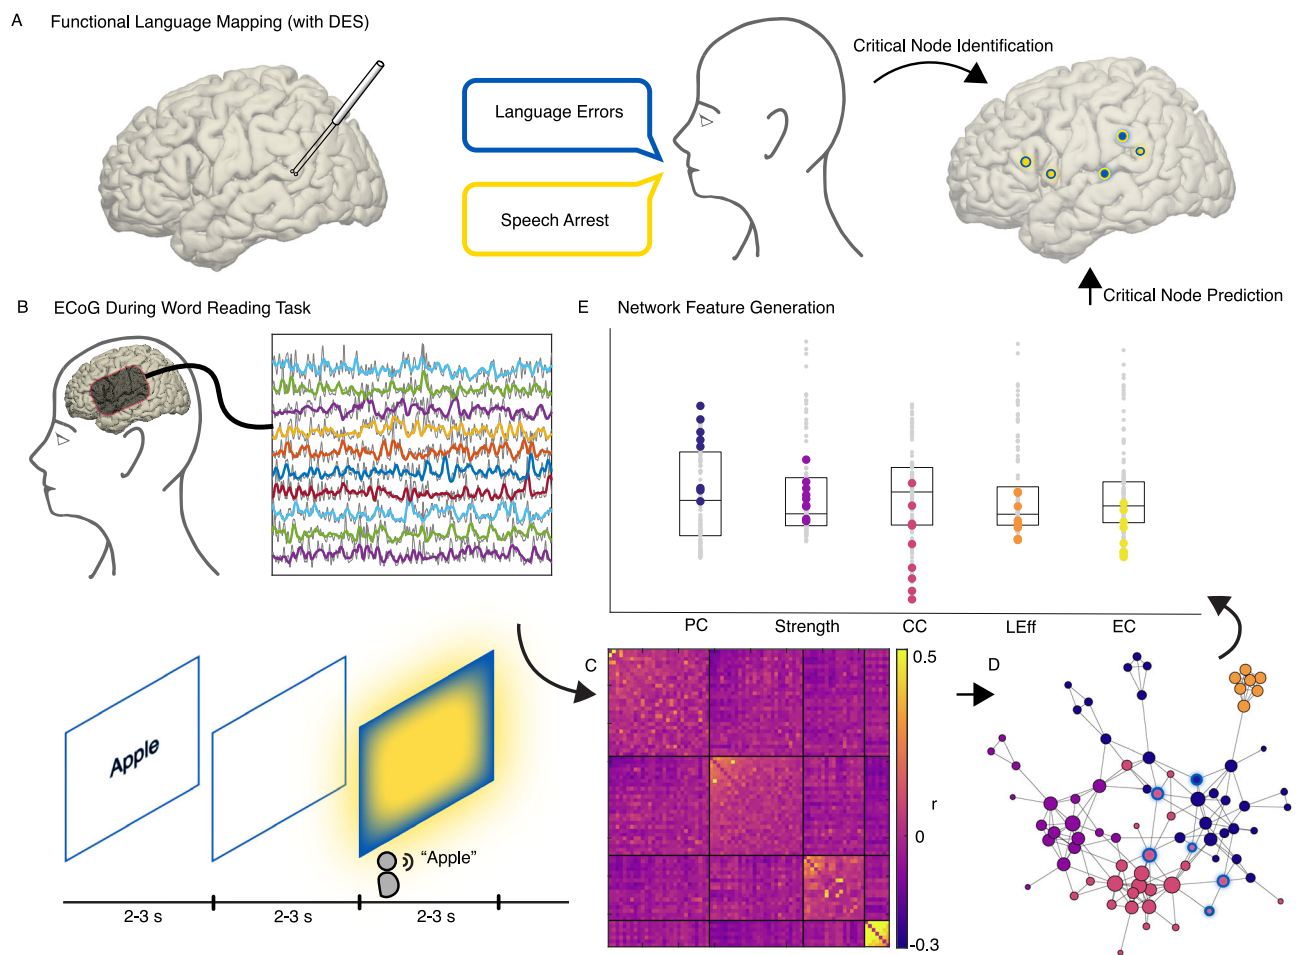 A Functional Language Mapping (with DES)
Critical Node Identification
Language Errors
Speech Arrest
Critical Node Prediction
B ECoG During Word Reading Task
E Network Feature Generation
PC Strength CC LEff EC
Apple
"Apple"
2-3 s 2-3 s 2-3 s
C
0.5
r
0
-0.3
D